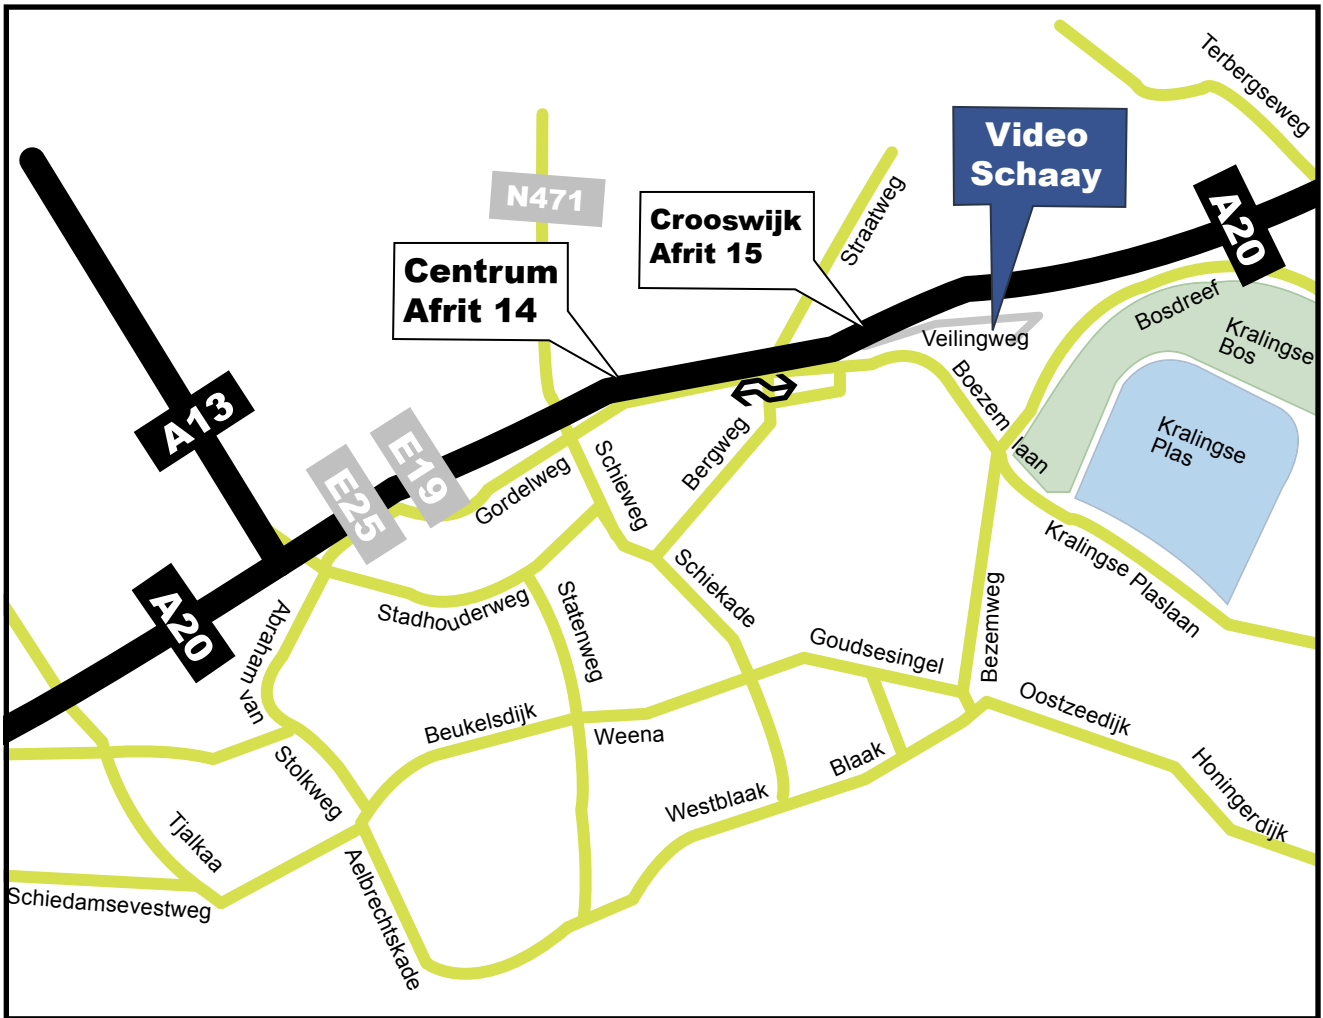 Terbergseweg
Video
Schaay
N471
Straatweg
Crooswijk
Afrit 15
A20
Centrum
Afrit 14
Bosdreef
Kralingse
Bos
Veilingweg
A13
Boezem
laan
Kralingse
Plas
Bergweg
E19
E25
Gordelweg
Schieweg
Kralingse Plaslaan
Schiekade
A20
Stadhouderweg
Statenweg
Abraham van
Stolkweg
Goudsesingel
Bezemweg
Oostzeedijk
Beukelsdijk
Weena
Blaak
Westblaak
Honingerdijk
Tjalkaa
Aelbrechtskade
Schiedamsevestweg